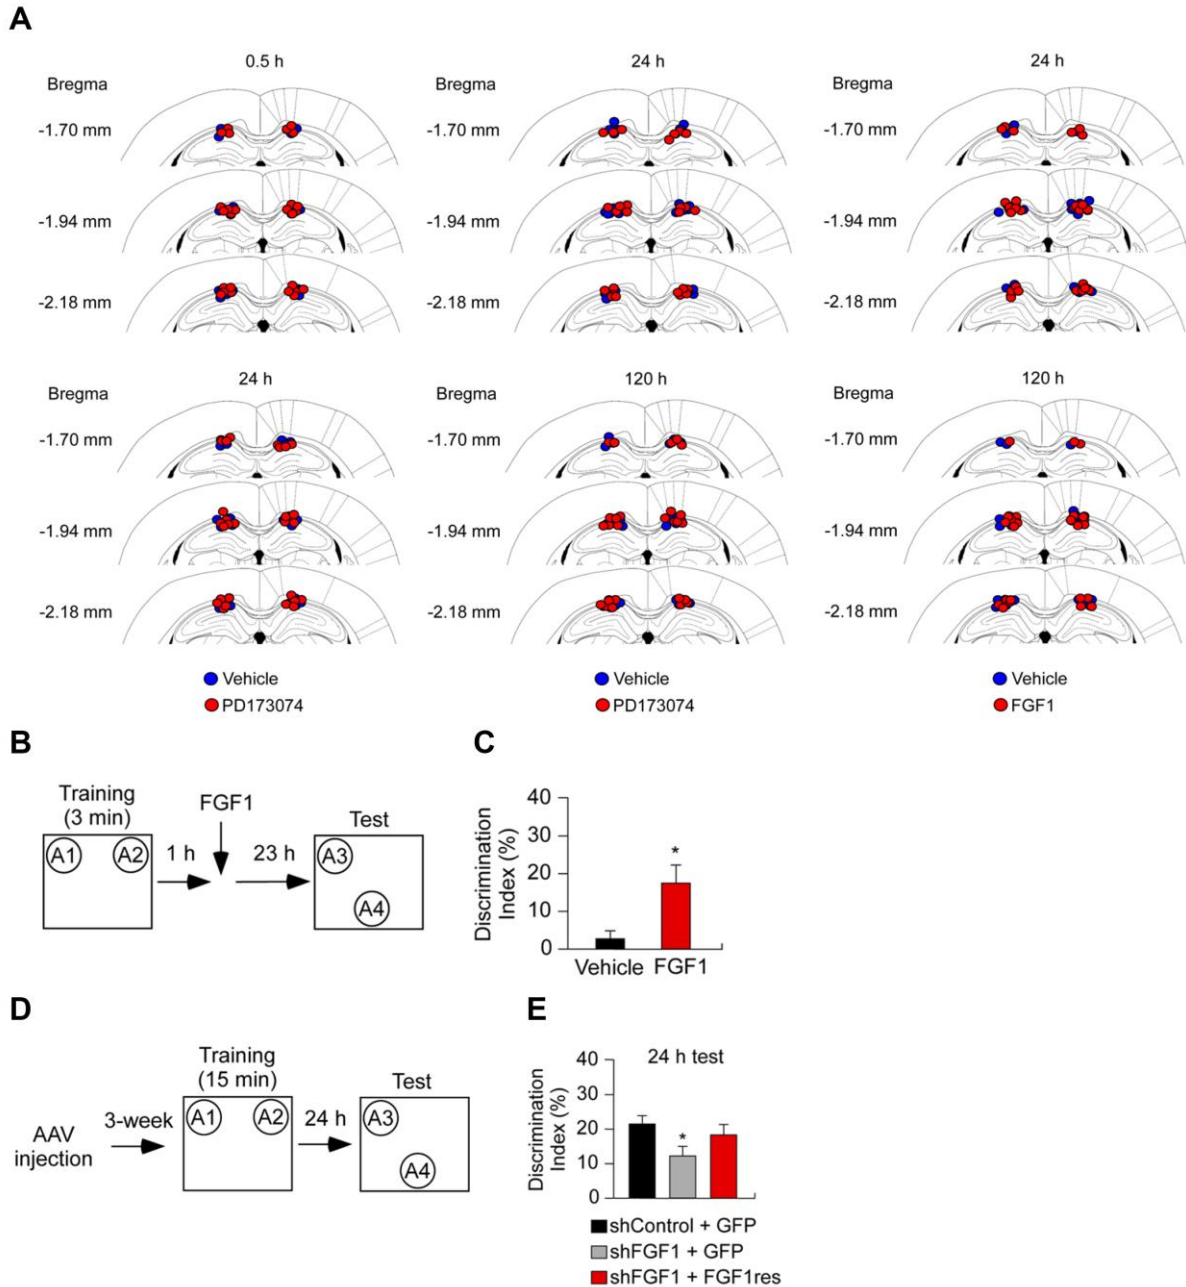 A
0.5 h
24 h
24 h
Bregma
Bregma
Bregma
-1.70 mm
-1.70 mm
-1.70 mm
-1.94 mm
-1.94 mm
-1.94 mm
-2.18 mm
-2.18 mm
-2.18 mm
24 h
120 h
120 h
Bregma
Bregma
Bregma
-1.70 mm
-1.70 mm
-1.70 mm
-1.94 mm
-1.94 mm
-1.94 mm
-2.18 mm
-2.18 mm
-2.18 mm
Vehicle
PD173074
Vehicle
PD173074
Vehicle
FGF1
B
Training
(3 min)
A1
A2
1 h
FGF1
23 h
Test
A3
A4
C
Discrimination
Index (%)
40
30
20
10
0
*
Vehicle
FGF1
D
AAV
injection
3-week
Training
(15 min)
A1
A2
24 h
Test
A3
A4
E
24 h test
Discrimination
Index (%)
40
30
20
10
0
*
shControl + GFP
shFGF1 + GFP
shFGF1 + FGF1res